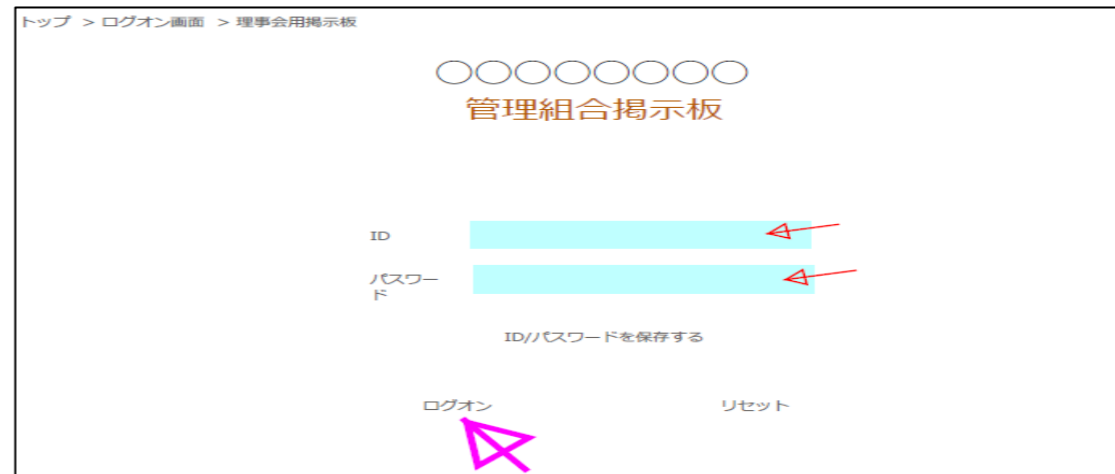 トップ > ログオン画面 > 理事会用掲示板
○○○○○○○○
管理組合掲示板
ID
パスワー
ド
ID/パスワードを保存する
ログオン リセット